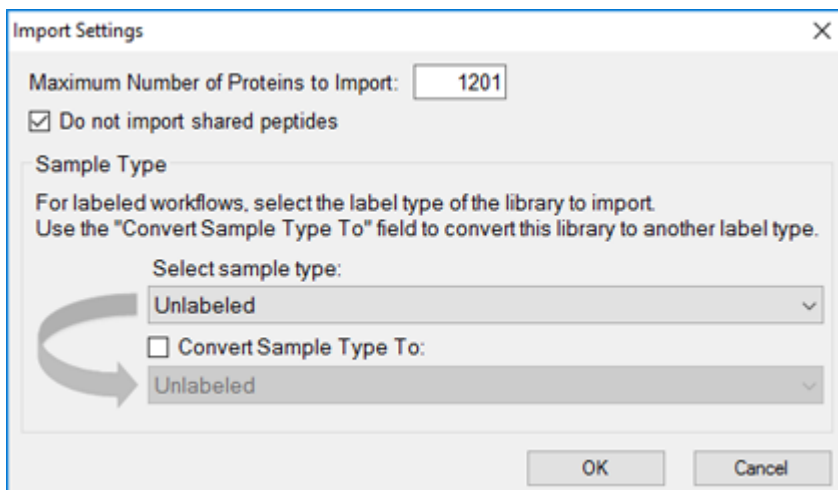 Import Settings
Maximum Number of Proteins to Import: 1201
Do not import shared peptides
Sample Type
For labeled workflows, select the label type of the library to import.
Use the "Convert Sample Type To" field to convert this library to another label type.
Select sample type:
Unlabeled
Convert Sample Type To:
Unlabeled
OK Cancel